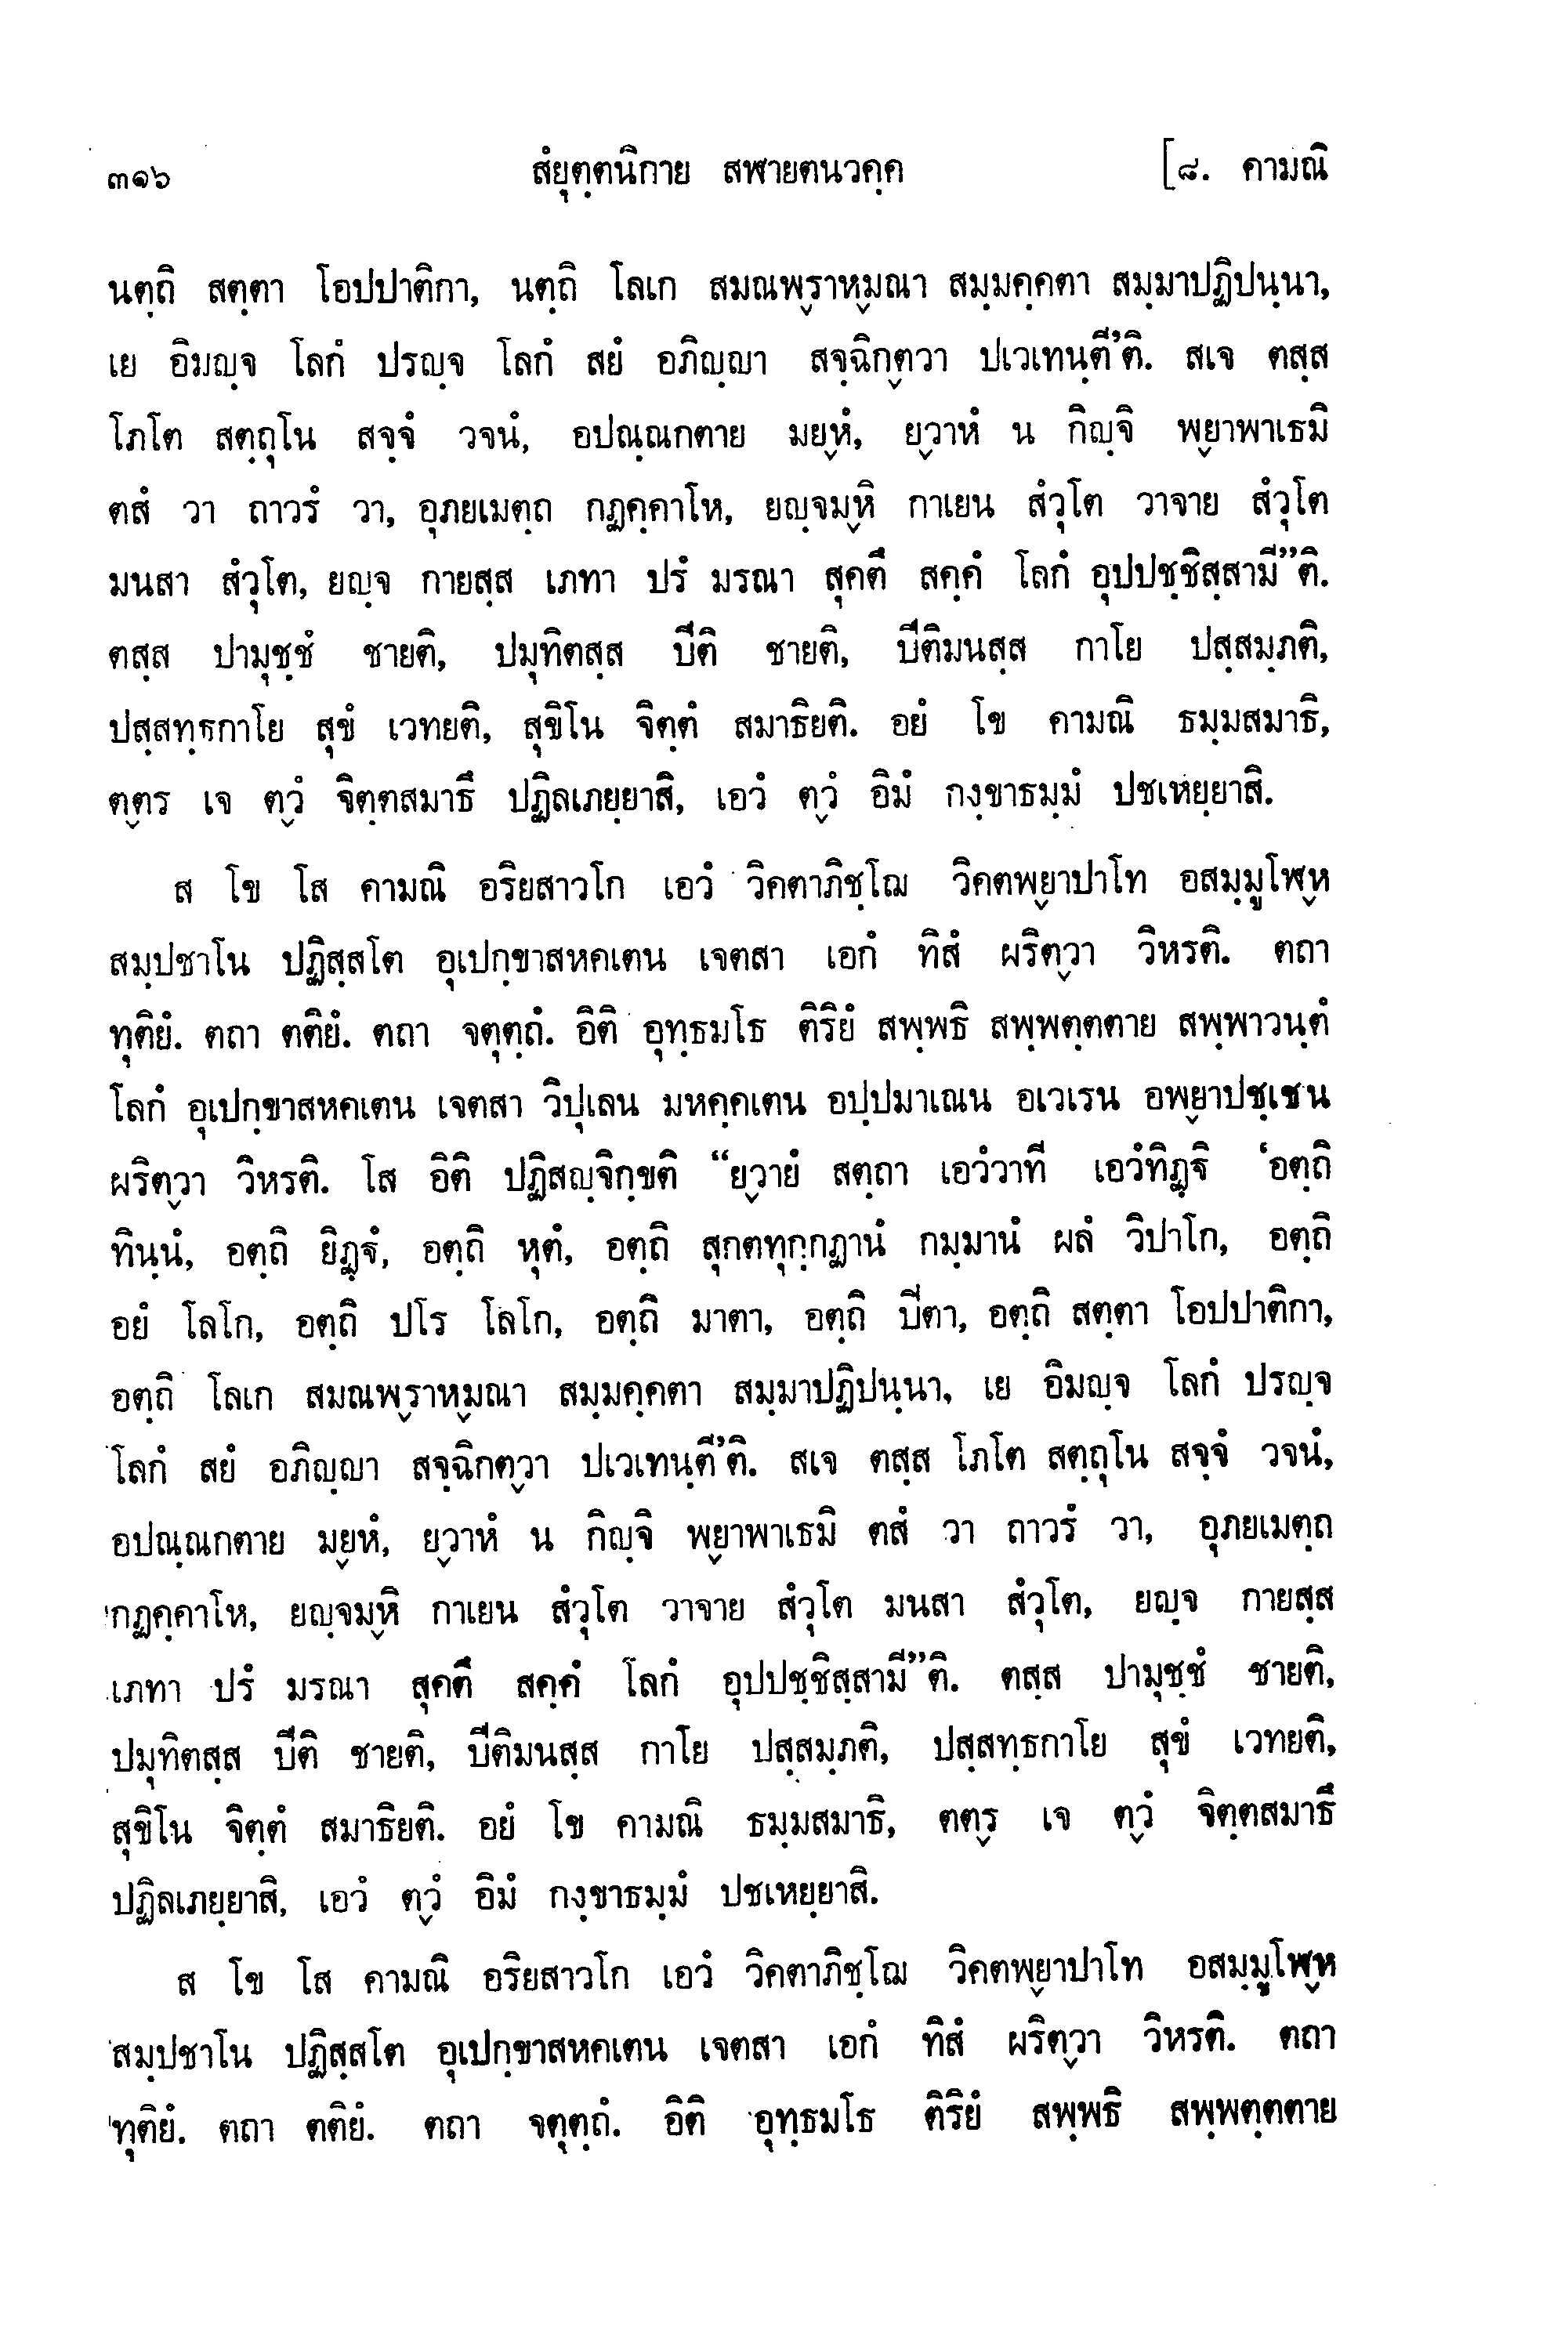 ๓๑๖ สํยุตฺตนิกาย สฬายตนวคฺค [๘. คามณิ
นตฺถิ สตฺตา โอปปาติกา, นตฺถิ โลเก สมณพ๎ราหฺมณา สมฺมคฺคตา สมฺมาปฏิปนฺนา,
เย อิมญฺจ โลกํ ปรญฺจ โลกํ สยํ อภิญฺญา สจฺฉิกต๎วา ปเวเทนฺตี’ติ. สเจ ตสฺส
โภโต สตฺถุโน สจฺจํ วจนํ, อปณฺณกตาย มย๎หํ, ย๎วาหํ น กิญฺจิ พ๎ยาพาเธมิ
ตสํ วา ถาวรํ วา, อุภยเมตฺถ กฏคฺคาโห, ยญฺจม๎หิ กาเยน สํวุโต วาจาย สํวุโต
มนสา สํวุโต, ยญฺจ กายสฺส เภทา ปรํ มรณา สุคตึ สคฺคํ โลกํ อุปปชฺชิสฺสามี”ติ.
ตสฺส ปามุชฺชํ ชายติ, ปมุทิตสฺส ปีติ ชายติ, ปีติมนสฺส กาโย ปสฺสมฺภติ,
ปสฺสทฺธกาโย สุขํ เวทยติ, สุขิโน จิตฺตํ สมาธิยติ. อยํ โข คามณิ ธมฺมสมาธิ,
ตต๎ร เจ ต๎วํ จิตฺตสมาธึ ปฏิลเภยฺยาสิ, เอวํ ต๎วํ อิมํ กงฺขาธมฺมํ ปชเหยฺยาสิ.
ส โข โส คามณิ อริยสาวโก เอวํ วิคตาภิชฺโฌ วิคตพ๎ยาปาโท อสมฺมูโฬ๎ห
สมฺปชาโน ปฏิสฺสโต อุเปกฺขาสหคเตน เจตสา เอกํ ทิสํ ผริต๎วา วิหรติ. ตถา
ทุติยํ. ตถา ตติยํ. ตถา จตุตฺถํ. อิติ อุทฺธมโธ ติริยํ สพฺพธิ สพฺพตฺตตาย สพฺพาวนฺตํ
โลกํ อุเปกฺขาสหคเตน เจตสา วิปุเลน มหคฺคเตน อปฺปมาเณน อเวเรน อพ๎ยาปชฺเชน
ผริต๎วา วิหรติ. โส อิติ ปฏิสญฺจิกฺขติ “ย๎วายํ สตฺถา เอวํวาที เอวํทิฏฺฐิ ‘อตฺถิ
ทินฺนํ, อตฺถิ ยิฏฺฐํ, อตฺถิ หุตํ, อตฺถิ สุกตทุกฺกฏานํ กมฺมานํ ผลํ วิปาโก, อตฺถิ
อยํ โลโก, อตฺถิ ปโร โลโก, อตฺถิ มาตา, อตฺถิ ปิตา, อตฺถิ สตฺตา โอปปาติกา,
อตฺถิ โลเก สมณพ๎ราหฺมณา สมฺมคฺคตา สมฺมาปฏิปนฺนา, เย อิมญฺจ โลกํ ปรญฺจ
โลกํ สยํ อภิญฺญา สจฺฉิกต๎วา ปเวเทนฺตี’ติ. สเจ ตสฺส โภโต สตฺถุโน สจฺจํ วจนํ,
อปณฺณกตาย มย๎หํ, ย๎วาหํ น กิญฺจิ พ๎ยาพาเธมิ ตสํ วา ถาวรํ วา, อุภยเมตฺถ
กฏคฺคาโห, ยญฺจม๎หิ กาเยน สํวุโต วาจาย สํวุโต มนสา สํวุโต, ยญฺจ กายสฺส
เภทา ปรํ มรณา สุคตึ สคฺคํ โลกํ อุปปชฺชิสฺสามี”ติ. ตสฺส ปามุชฺชํ ชายติ,
ปมุทิตสฺส ปีติ ชายติ, ปีติมนสฺส กาโย ปสฺสมฺภติ, ปสฺสทฺธกาโย สุขํ เวทยติ,
สุขิโน จิตฺตํ สมาธิยติ. อยํ โข คามณิ ธมฺมสมาธิ, ตตร๎ เจ ต๎วํ จิตฺตสมาธึ
ปฏิลเภยฺยาสิ, เอวํ ต๎วํ อิมํ กงฺขาธมฺมํ ปชเหยฺยาสิ.
ส โข โส คามณิ อริยสาวโก เอวํ วิคตาภิชฺโฌ วิคตพ๎ยาปาโท อสมฺมูโฬ๎ห
สมฺปชาโน ปฏิสฺสโต อุเปกฺขาสหคเตน เจตสา เอกํ ทิสํ ผริต๎วา วิหรติ. ตถา
ทุติยํ. ตถา ตติยํ. ตถา จตุตฺถํ. อิติ อุทฺธมโธ ติริยํ สพฺพธิ สพฺพตฺตตาย